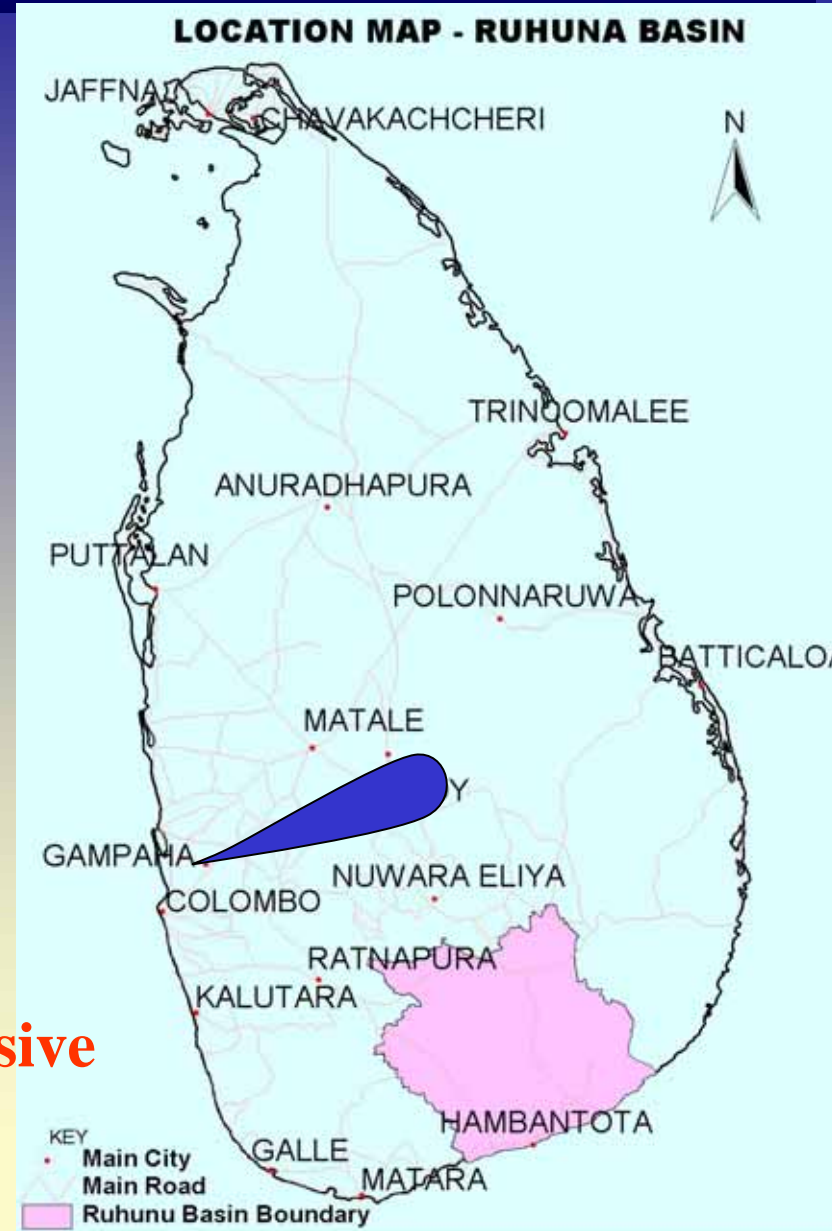 LOCATION MAP - RUHUNA BASIN
JAFFNA
CHAVAKACHCHERI
N
TRINCOMALEE
ANURADHAPURA
PUTTALAN
POLONNARUWA
BATTICALOA
MATALE
Y
GAMPAHA
NUWARA ELIYA
COLOMBO
RATNAPURA
KALUTARA
sive
HAMBANTOTA
KEY
Main City
GALLE
Main Road
MATARA
Ruhunu Basin Boundary